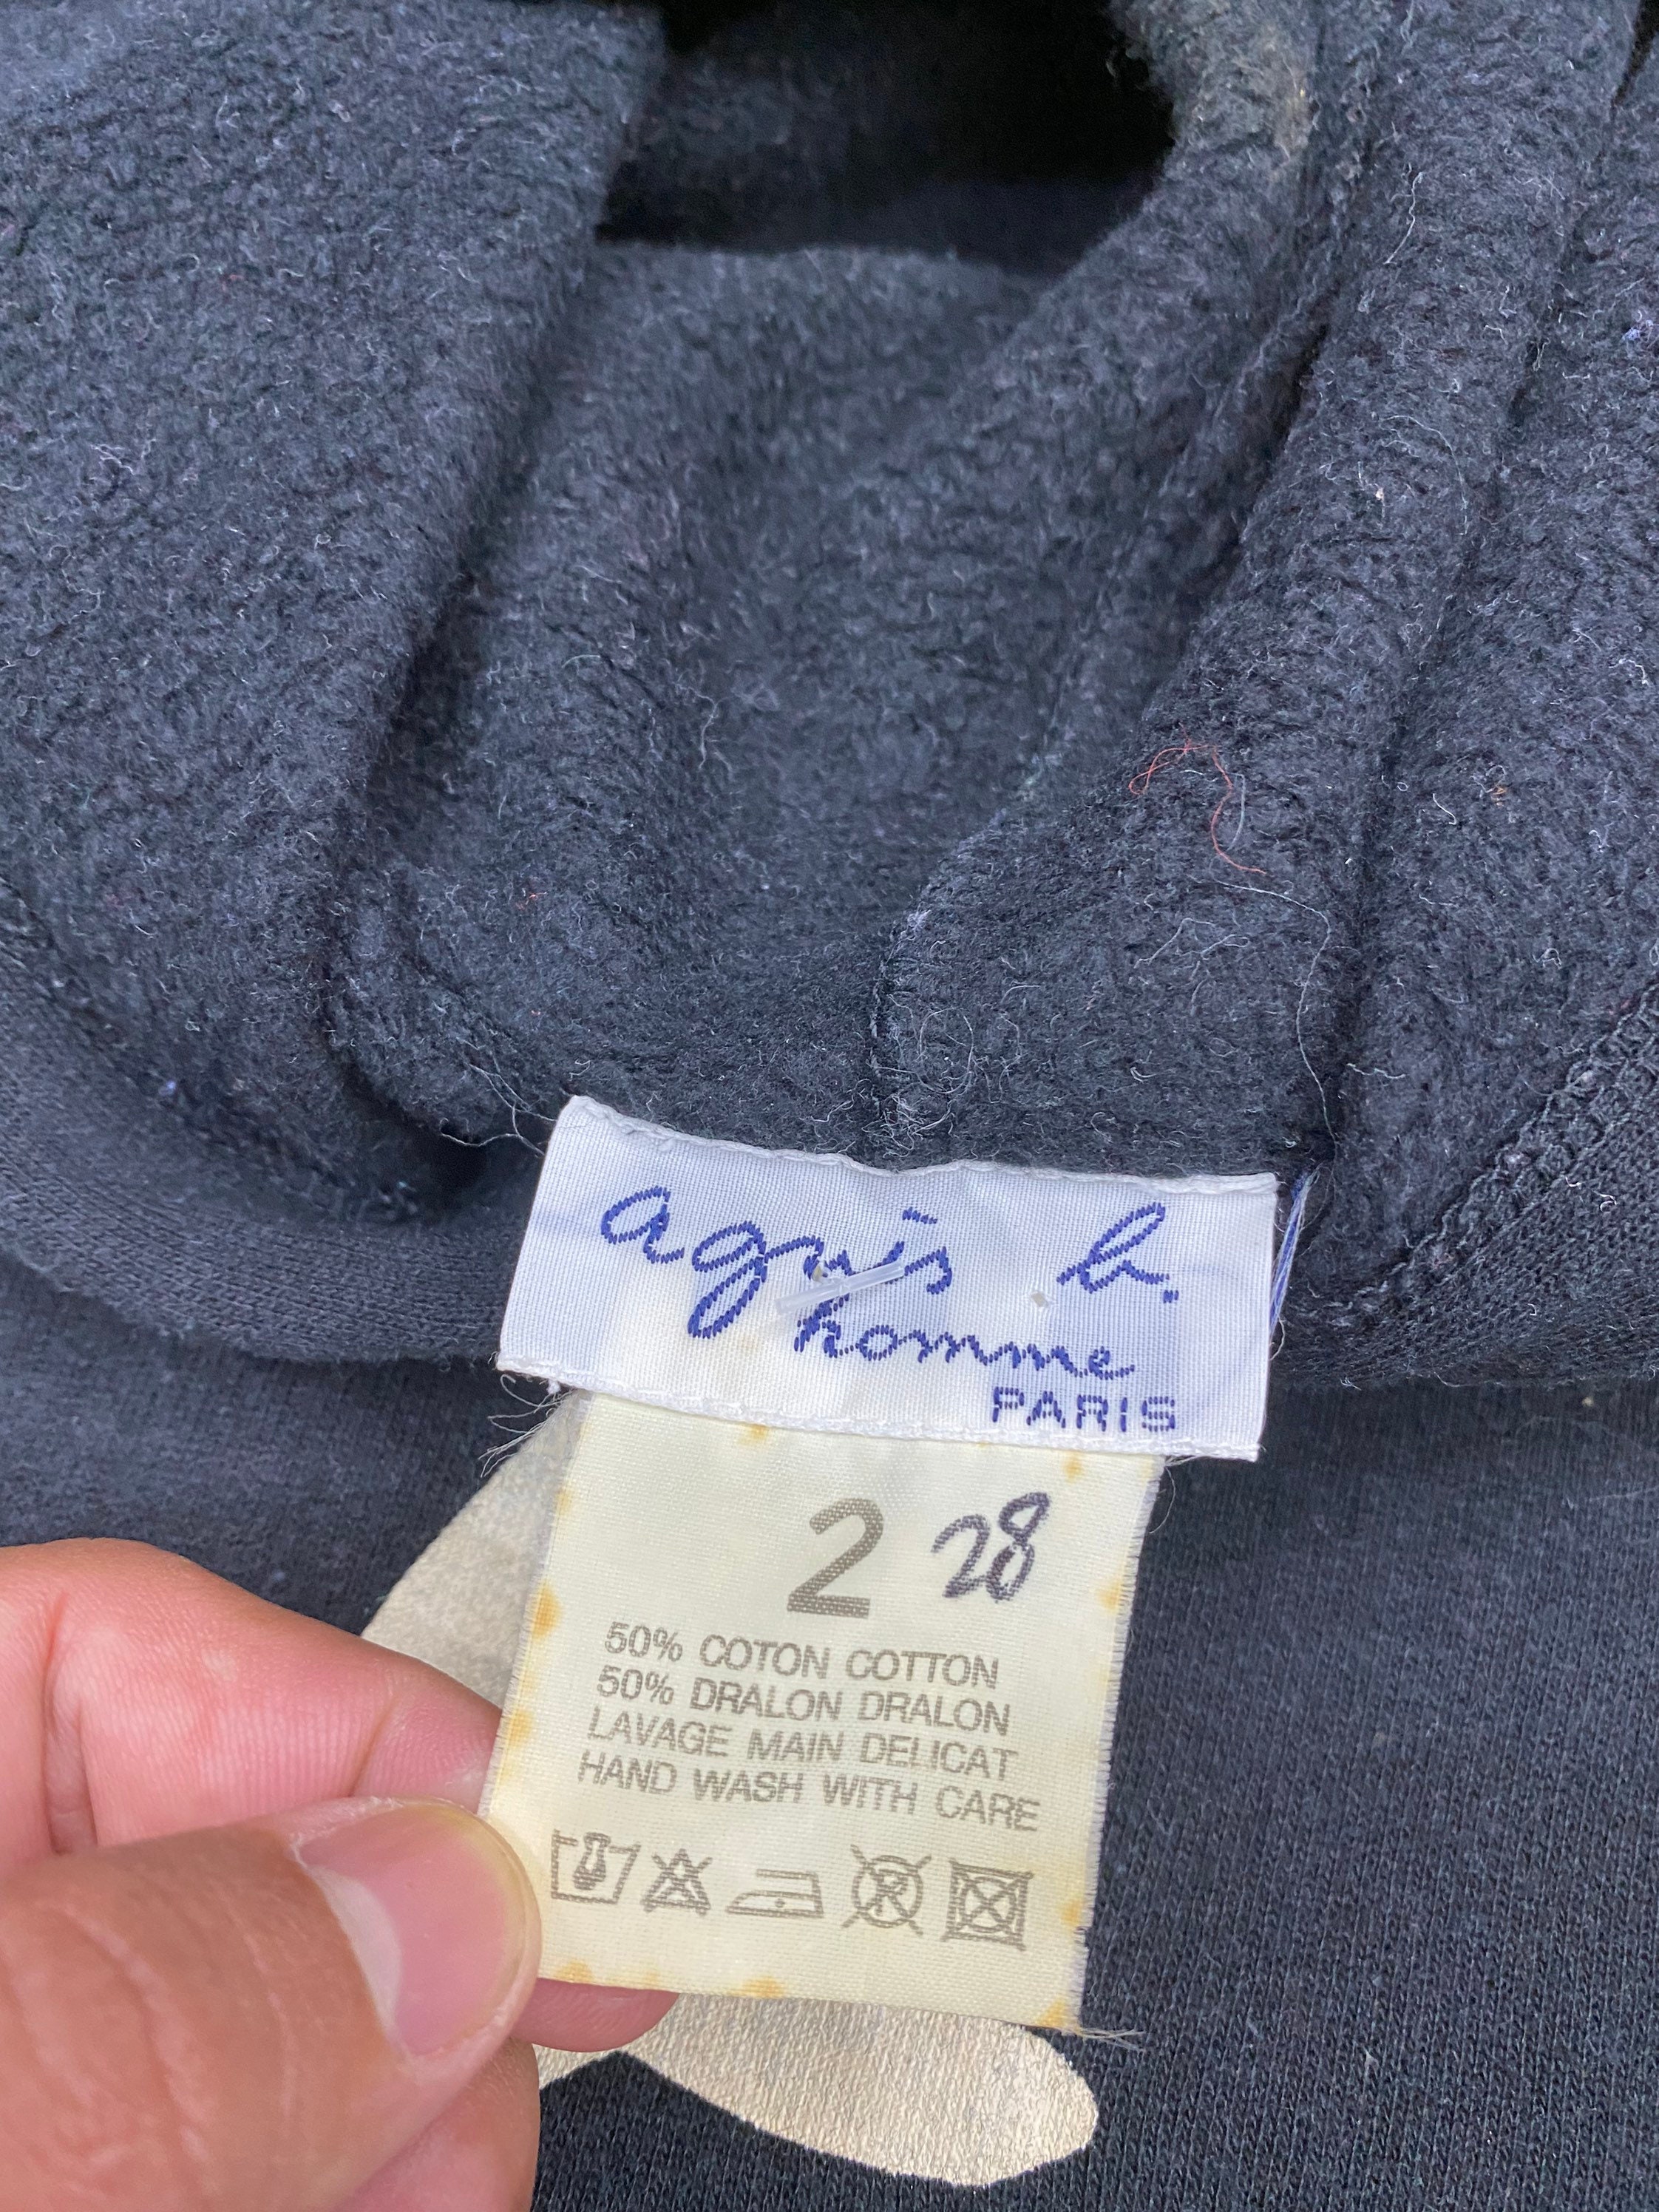 agnès b.
homme
PARIS
2 28
50% COTON COTTON
50% DRALON DRALON
LAVAGE MAIN DELICAT
HAND WASH WITH CARE